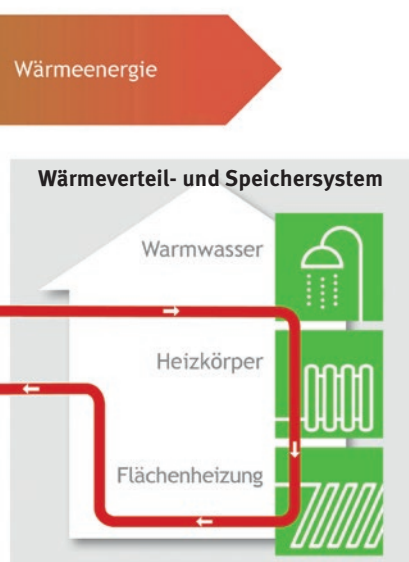 Wärmeenergie
Wärmeverteil- und Speichersystem
Warmwasser
Heizkörper
Flächenheizung